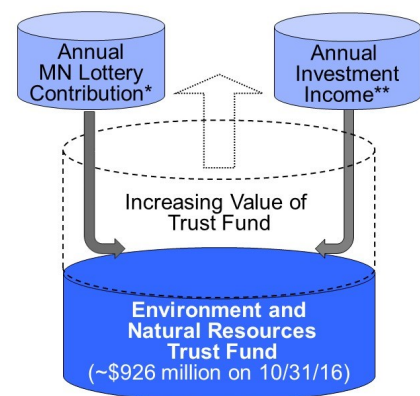 Annual
MN Lottery
Contribution*
Annual
Investment
Income**
Increasing Value of
Trust Fund
Environment and
Natural Resources
Trust Fund
(~$926 million on 10/31/16)